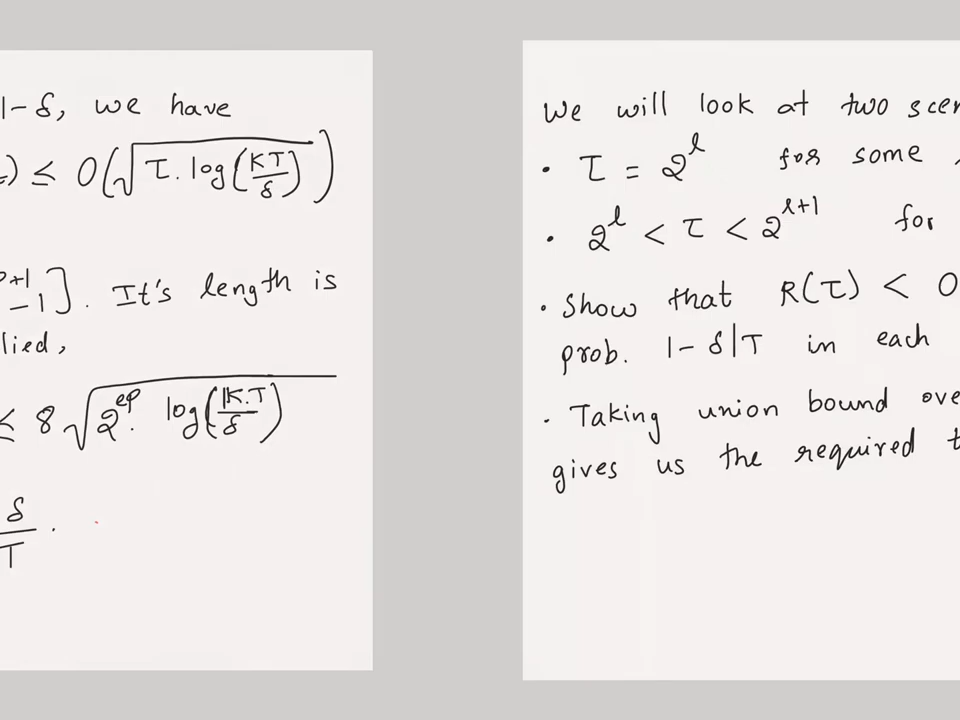 1-δ, we have
) ≤ O(√(τ. log(KT/δ)))
+1
-1]. It's length is
lied,
≤ 8 √(2^ep. log(K.T/δ))
δ/T .
We will look at two scen
• τ = 2^l for some
• 2^l < τ < 2^(l+1) for
• Show that R(τ) < O
prob. 1-δ|T in each
• Taking union bound ove
gives us the required t